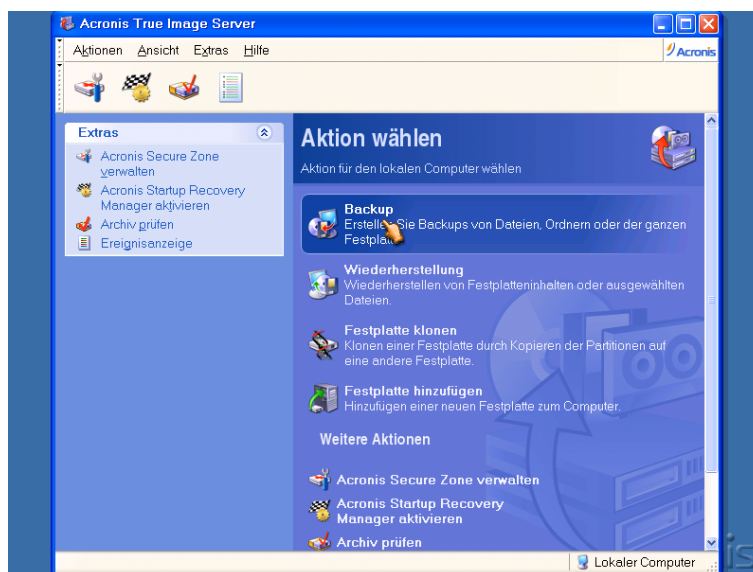 Acronis True Image Server
Aktionen Ansicht Extras Hilfe
Acronis
Extras
Acronis Secure Zone
verwalten
Acronis Startup Recovery
Manager aktivieren
Archiv prüfen
Ereignisanzeige
Aktion wählen
Aktion für den lokalen Computer wählen
Backup
Erstellen Sie Backups von Dateien, Ordnern oder der ganzen
Festplatte
Wiederherstellung
Wiederherstellen von Festplatteninhalten oder ausgewählten
Dateien.
Festplatte klonen
Klonen einer Festplatte durch Kopieren der Partitionen auf
eine andere Festplatte.
Festplatte hinzufügen
Hinzufügen einer neuen Festplatte zum Computer.
Weitere Aktionen
Acronis Secure Zone verwalten
Acronis Startup Recovery
Manager aktivieren
Archiv prüfen
Lokaler Computer
is